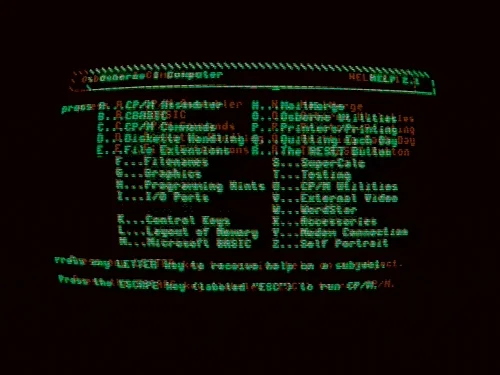 Osborne 1 Computer HELP 2.1
press
A...CP/M Assembler N...MailMerge
B...CBASIC O...Osborne Utilities
C...CP/M Commands P...Printers/Printing
D...Diskette Handling Q...Quitting Each Day
E...File Extensions R...The RESET Button
F...Filenames S...SuperCalc
G...Graphics T...Testing
H...Programming Hints U...CP/M Utilities
I...I/O Ports V...External Video
W...WordStar
K...Control Keys X...Accessories
L...Layout of Memory Y...Modem Connection
M...Microsoft BASIC Z...Self Portrait
Press any LETTER key to receive help on a subject.
Press the ESCAPE key (labeled "ESC") to run CP/M.